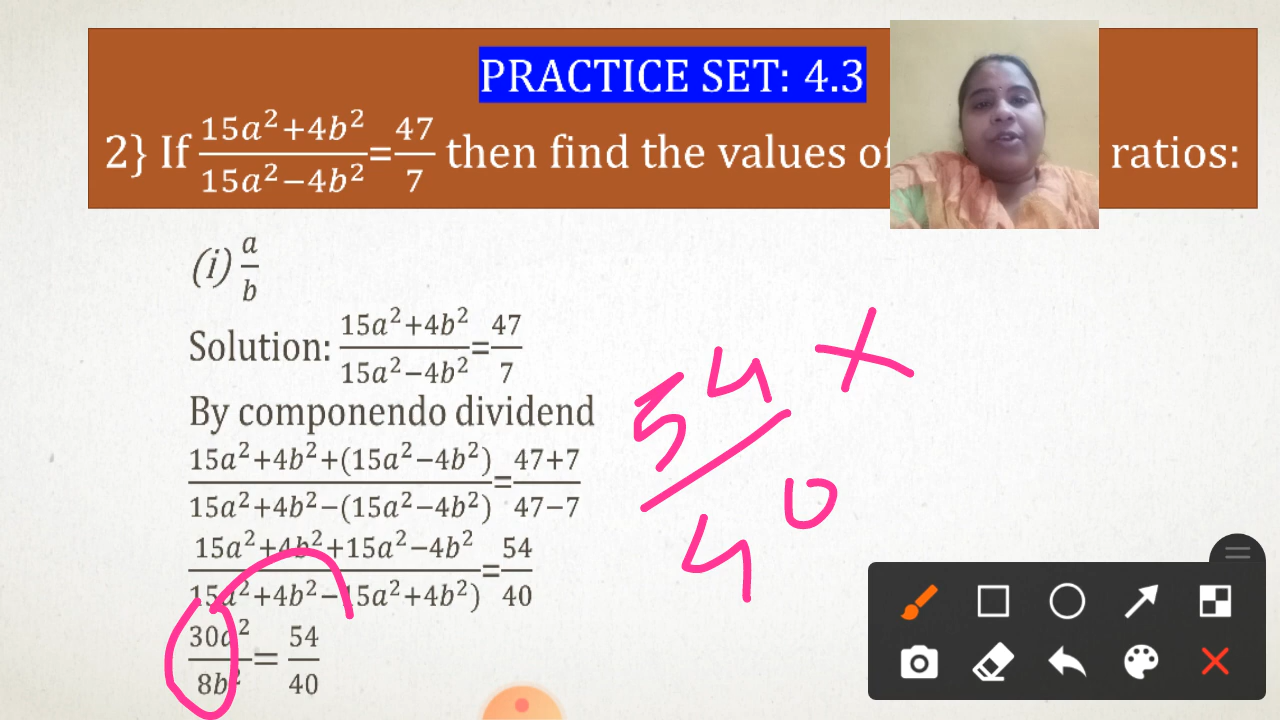 PRACTICE SET: 4.3
2} If (15a²+4b²)/(15a²−4b²)=47/7 then find the values of ratios:
(i) a/b
Solution: (15a²+4b²)/(15a²−4b²)=47/7
By componendo dividend
(15a²+4b²+(15a²−4b²))/(15a²+4b²−(15a²−4b²))=(47+7)/(47−7)
(15a²+4b²+15a²−4b²)/(15a²+4b²−15a²+4b²))=54/40
30a²/8b²= 54/40
54/40 ×